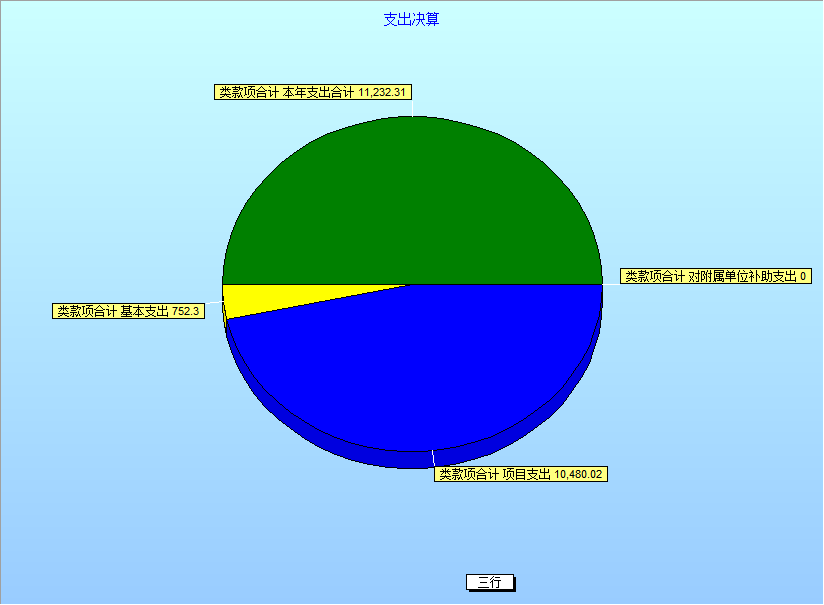 支出决算
类款项合计 本年支出合计 11,232.31
类款项合计 对附属单位补助支出 0
类款项合计 基本支出 752.3
类款项合计 项目支出 10,480.02
三行